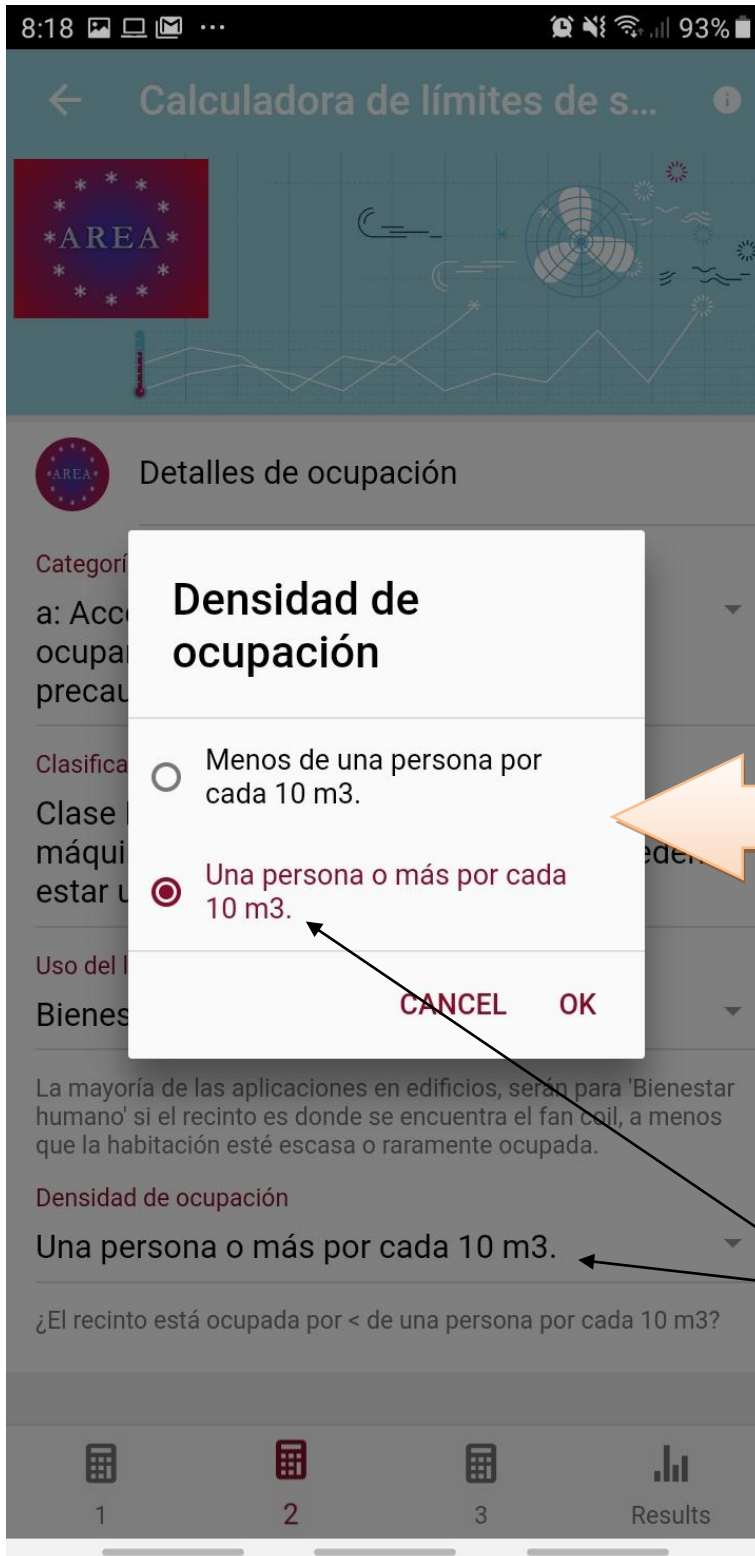 8:18 ... 93%
Calculadora de límites de s...
*AREA*
AREA
Detalles de ocupación
Categorí
a: Acc
ocupa
precau
Densidad de
ocupación
Menos de una persona por
cada 10 m3.
Una persona o más por cada
10 m3.
CANCEL OK
Clasifica
Clase
máqui eden
estar u
Uso del l
Bienes
La mayoría de las aplicaciones en edificios, serán para 'Bienestar
humano' si el recinto es donde se encuentra el fan coil, a menos
que la habitación esté escasa o raramente ocupada.
Densidad de ocupación
Una persona o más por cada 10 m3.
¿El recinto está ocupada por < de una persona por cada 10 m3?
1 2 3 Results